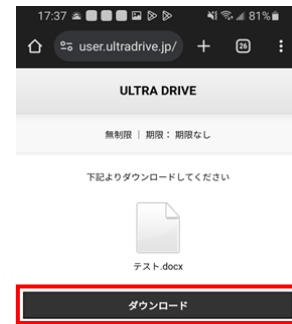 17:37 81%
user.ultradrive.jp/ 26
ULTRA DRIVE
無制限 | 期限： 期限なし
下記よりダウンロードしてください
テスト.docx
ダウンロード